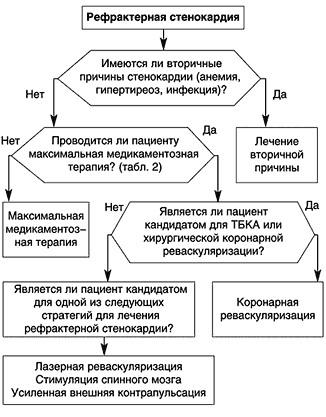 Рефрактерная стенокардия
Имеются ли вторичные
причины стенокардии (анемия,
гипертиреоз, инфекция)?
Нет
Да
Лечение
вторичной
причины
Нет
Проводится ли пациенту
максимальная медикаментозная
терапия? (табл. 2)
Да
Максимальная
медикаментоз-
ная терапия
Нет
Является ли пациент
кандидатом для ТБКА или
хирургической коронарной
реваскуляризации?
Да
Является ли пациент кандидатом
для одной из следующих
стратегий для лечения
рефрактерной стенокардии?
Коронарная
реваскуляризация
Лазерная реваскуляризация
Стимуляция спинного мозга
Усиленная внешняя контрапульсация